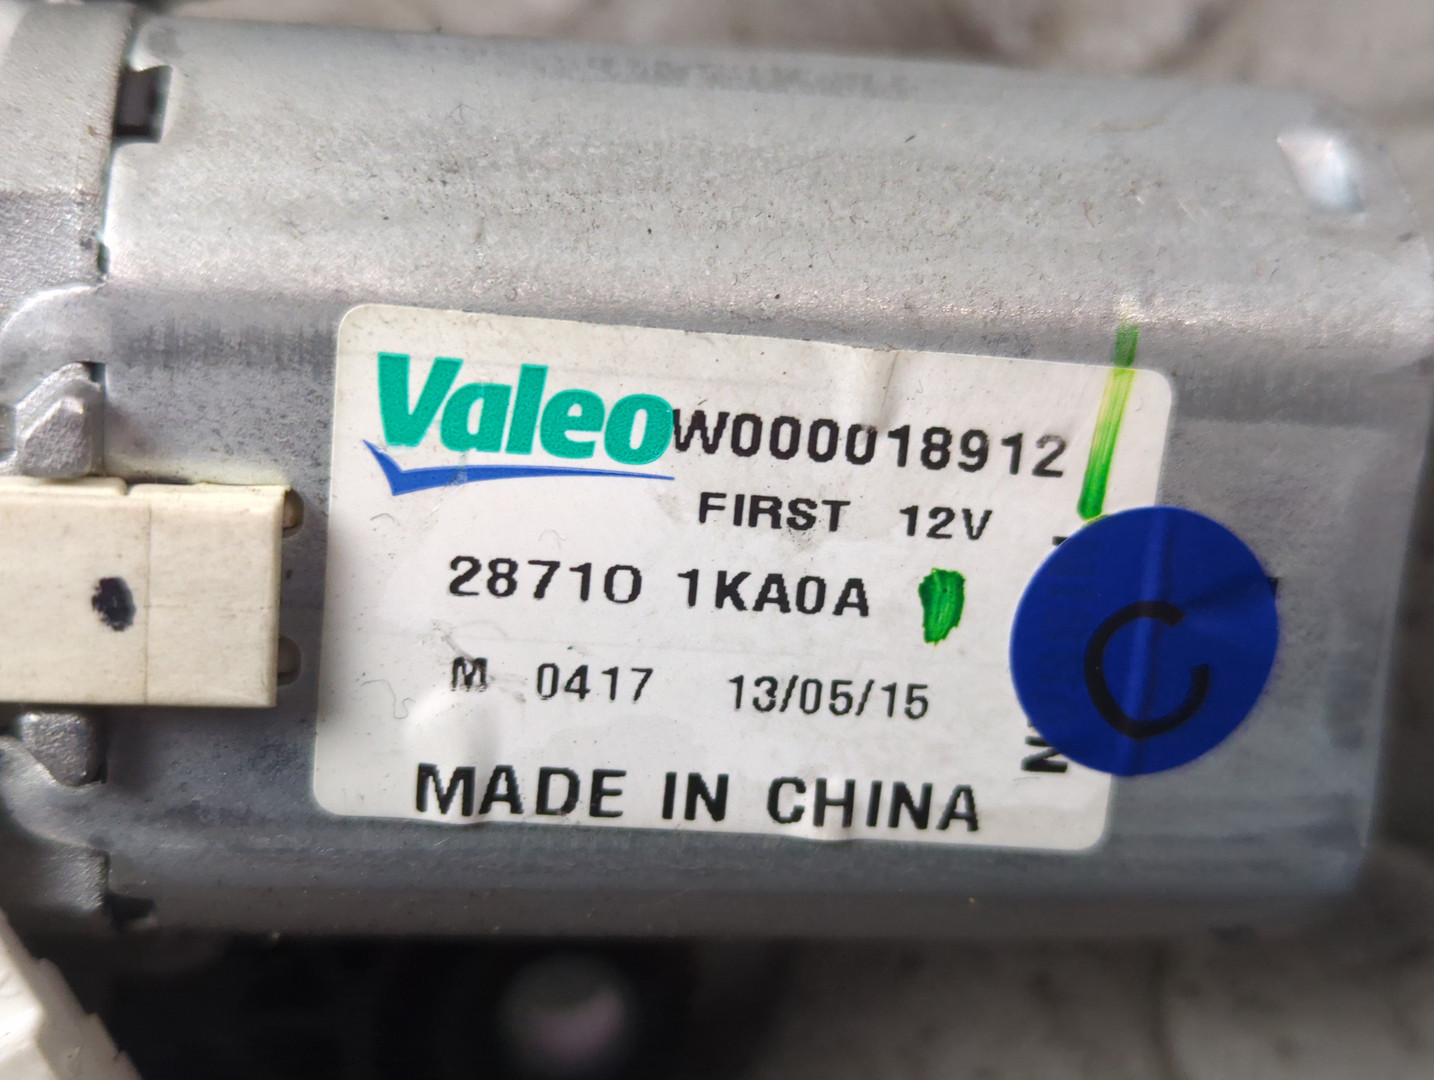 Valeo W000018912
FIRST 12V
28710 1KA0A
M 0417 13/05/15
MADE IN CHINA
C